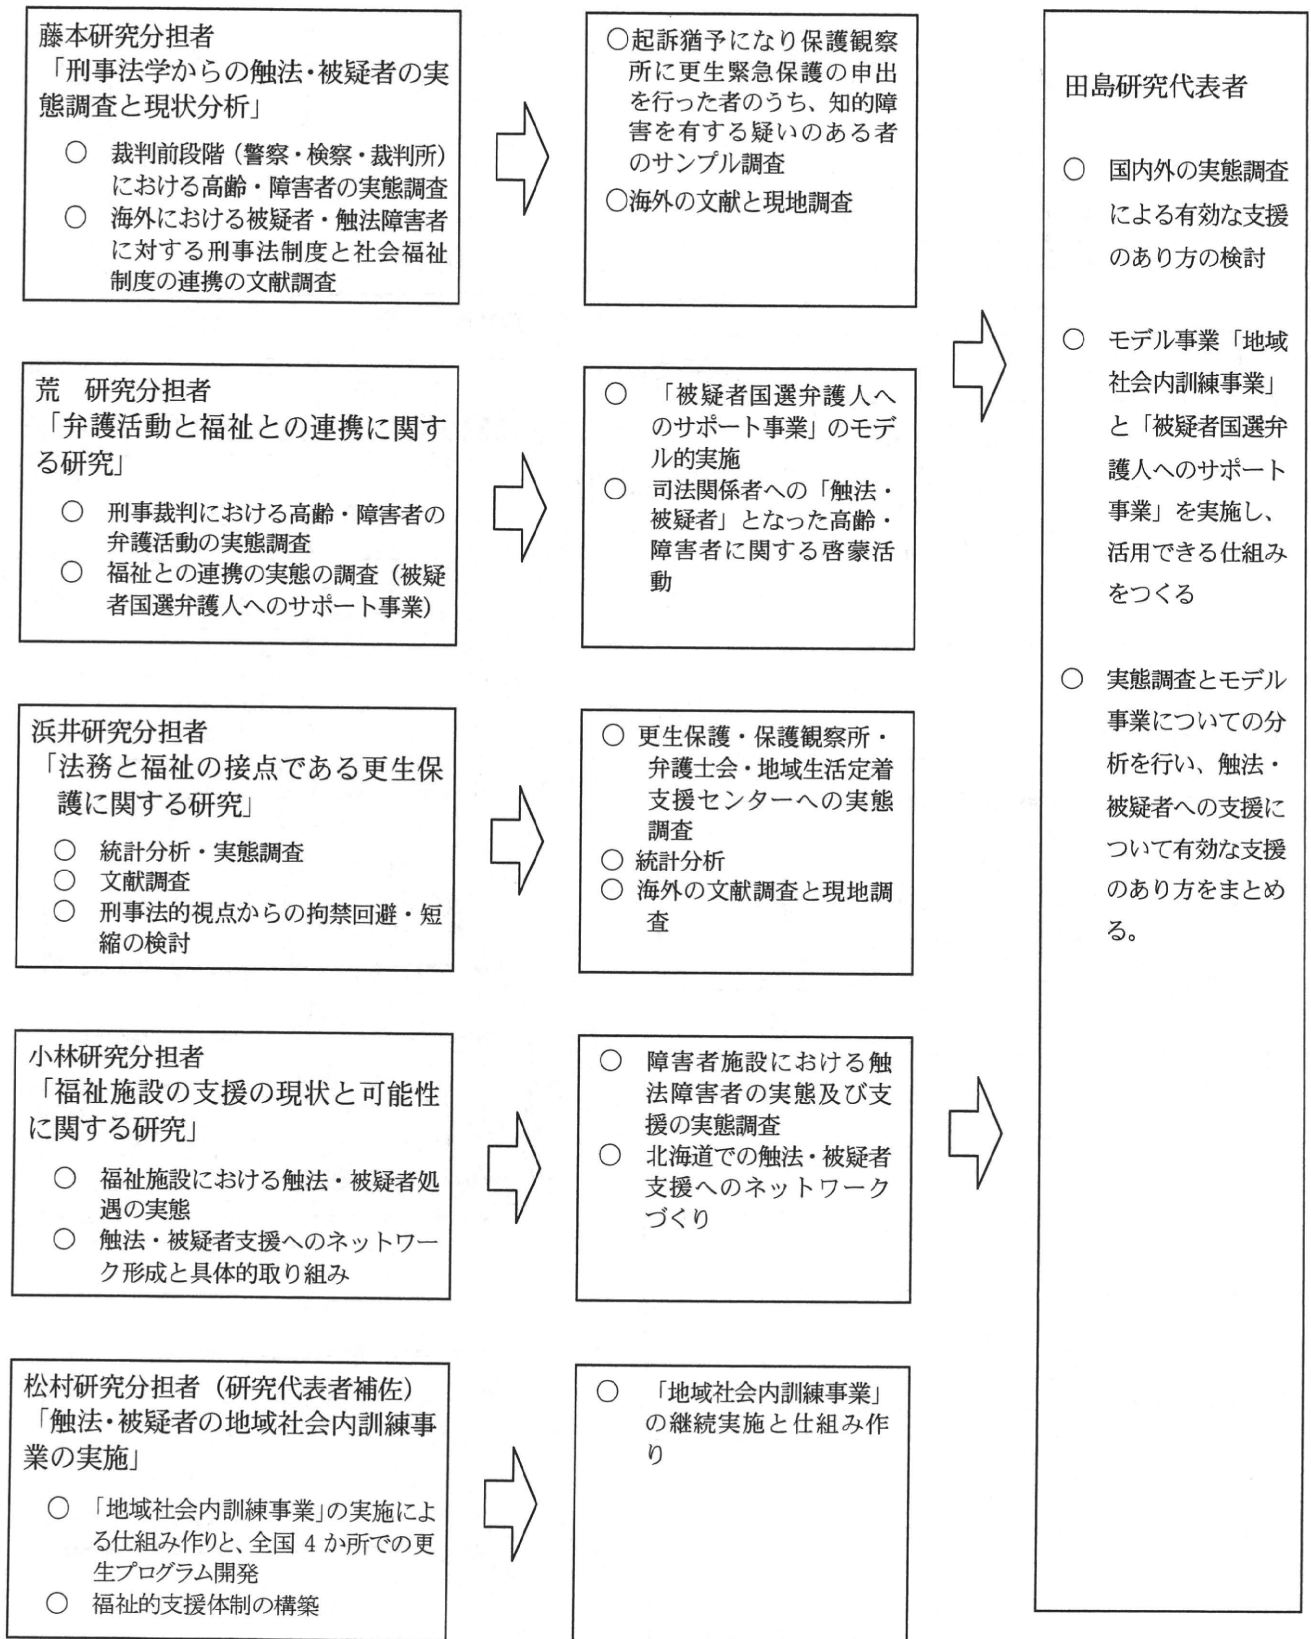 藤本研究分担者
「刑事法学からの触法・被疑者の実
態調査と現状分析」
○ 裁判前段階（警察・検察・裁判所）
における高齢・障害者の実態調査
○ 海外における被疑者・触法障害者
に対する刑事法制度と社会福祉
制度の連携の文献調査
○起訴猶予になり保護観察
所に更生緊急保護の申出
を行った者のうち、知的障
害を有する疑いのある者
のサンプル調査
○海外の文献と現地調査
荒　研究分担者
「弁護活動と福祉との連携に関す
る研究」
○ 刑事裁判における高齢・障害者の
弁護活動の実態調査
○ 福祉との連携の実態の調査（被疑
者国選弁護人へのサポート事業）
○ 「被疑者国選弁護人へ
のサポート事業」のモデ
ル的実施
○ 司法関係者への「触法・
被疑者」となった高齢・
障害者に関する啓蒙活
動
浜井研究分担者
「法務と福祉の接点である更生保
護に関する研究」
○ 統計分析・実態調査
○ 文献調査
○ 刑事法的視点からの拘禁回避・短
縮の検討
○ 更生保護・保護観察所・
弁護士会・地域生活定着
支援センターへの実態
調査
○ 統計分析
○ 海外の文献調査と現地調
査
小林研究分担者
「福祉施設の支援の現状と可能性
に関する研究」
○ 福祉施設における触法・被疑者処
遇の実態
○ 触法・被疑者支援へのネットワー
ク形成と具体的取り組み
○ 障害者施設における触
法障害者の実態及び支
援の実態調査
○ 北海道での触法・被疑者
支援へのネットワーク
づくり
松村研究分担者（研究代表者補佐）
「触法・被疑者の地域社会内訓練事
業の実施」
○ 「地域社会内訓練事業」の実施によ
る仕組み作りと、全国 4 か所での更
生プログラム開発
○ 福祉的支援体制の構築
○ 「地域社会内訓練事業」
の継続実施と仕組み作
り
田島研究代表者
○ 国内外の実態調査
による有効な支援
のあり方の検討
○ モデル事業「地域
社会内訓練事業」
と「被疑者国選弁
護人へのサポート
事業」を実施し、
活用できる仕組み
をつくる
○ 実態調査とモデル
事業についての分
析を行い、触法・
被疑者への支援に
ついて有効な支援
のあり方をまとめ
る。